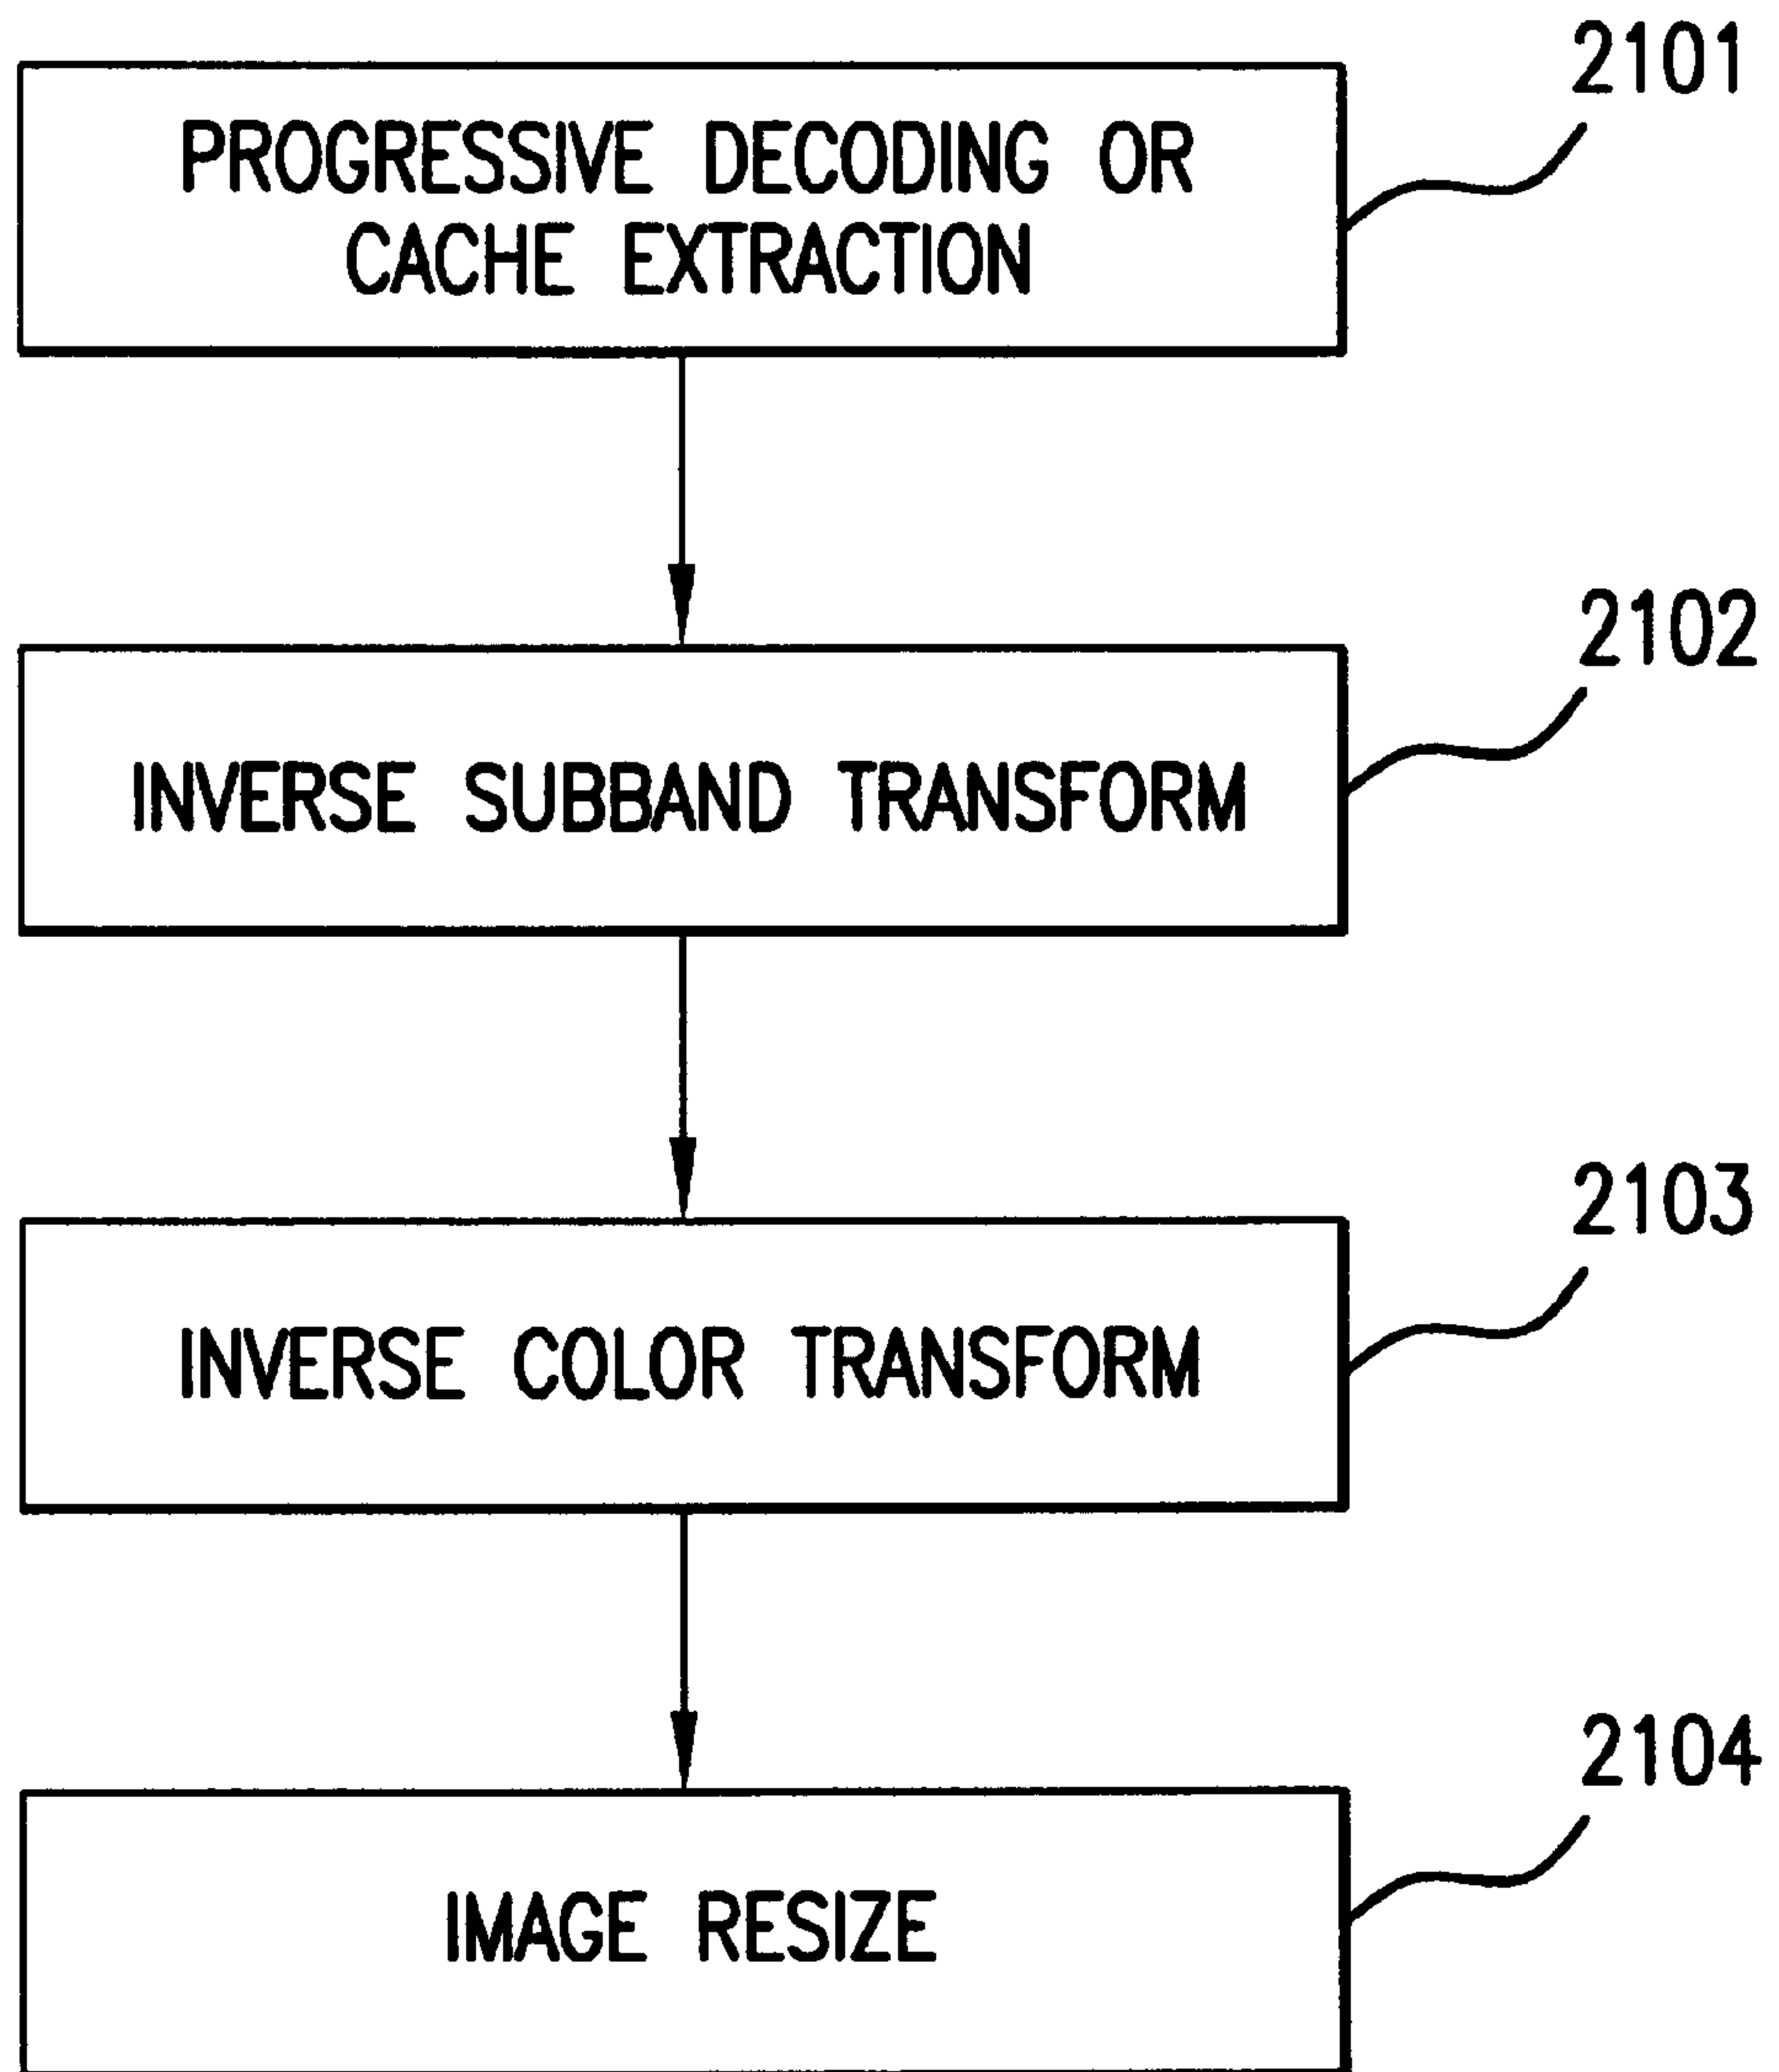 2101
PROGRESSIVE DECODING OR
CACHE EXTRACTION
2102
INVERSE SUBBAND TRANSFORM
2103
INVERSE COLOR TRANSFORM
2104
IMAGE RESIZE